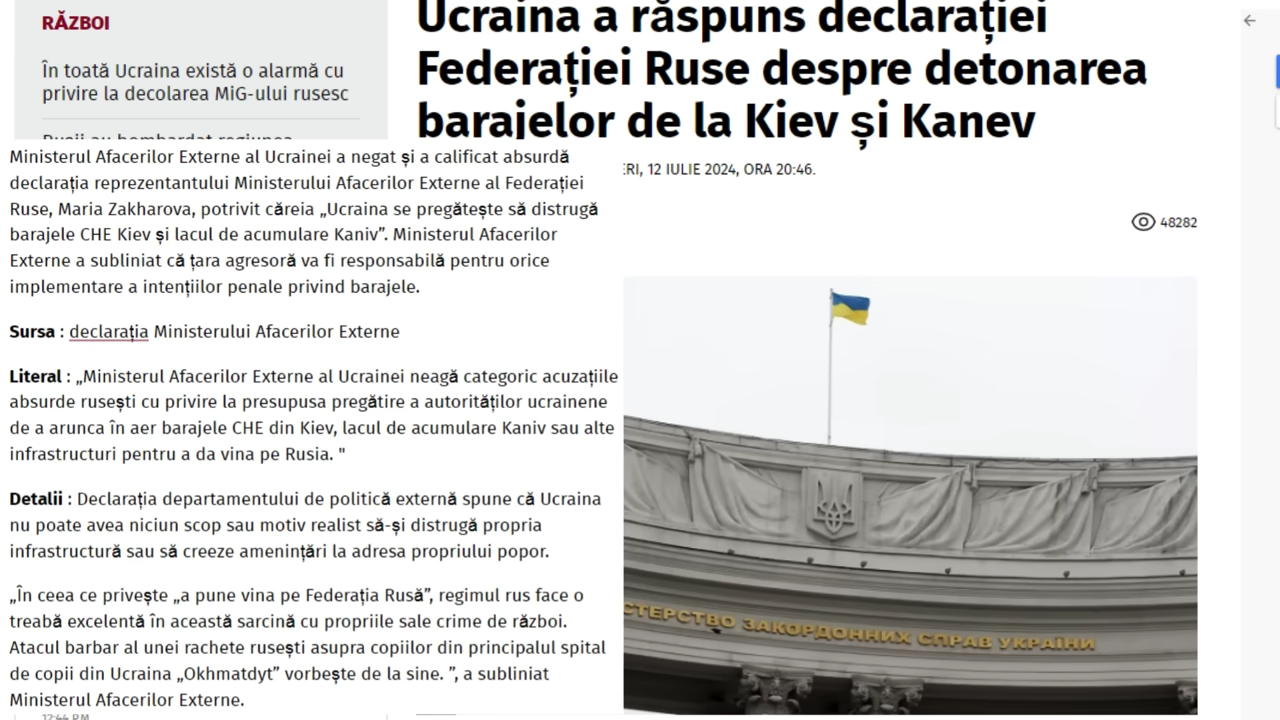 RĂZBOI
În toată Ucraina există o alarmă cu
privire la decolarea MiG-ului rusesc
Ucraina a răspuns declarației
Federației Ruse despre detonarea
barajelor de la Kiev și Kanev
ERI, 12 IULIE 2024, ORA 20:46.
48282
Ministerul Afacerilor Externe al Ucrainei a negat și a calificat absurdă
declarația reprezentantului Ministerului Afacerilor Externe al Federației
Ruse, Maria Zakharova, potrivit căreia „Ucraina se pregătește să distrugă
barajele CHE Kiev și lacul de acumulare Kaniv”. Ministerul Afacerilor
Externe a subliniat că țara agresoră va fi responsabilă pentru orice
implementare a intențiilor penale privind barajele.
Sursa : declarația Ministerului Afacerilor Externe
Literal : „Ministerul Afacerilor Externe al Ucrainei neagă categoric acuzațiile
absurde rusești cu privire la presupusa pregătire a autorităților ucrainene
de a arunca în aer barajele CHE din Kiev, lacul de acumulare Kaniv sau alte
infrastructuri pentru a da vina pe Rusia. "
Detalii : Declarația departamentului de politică externă spune că Ucraina
nu poate avea niciun scop sau motiv realist să-și distrugă propria
infrastructură sau să creeze amenințări la adresa propriului popor.
„În ceea ce privește „a pune vina pe Federația Rusă”, regimul rus face o
treabă excelentă în această sarcină cu propriile sale crime de război.
Atacul barbar al unei rachete rusești asupra copiilor din principalul spital
de copii din Ucraina „Okhmatdyt” vorbește de la sine. ”, a subliniat
Ministerul Afacerilor Externe.
СТЕРСТВО ЗАКОРДОННИХ СПРАВ УКРАЇНИ